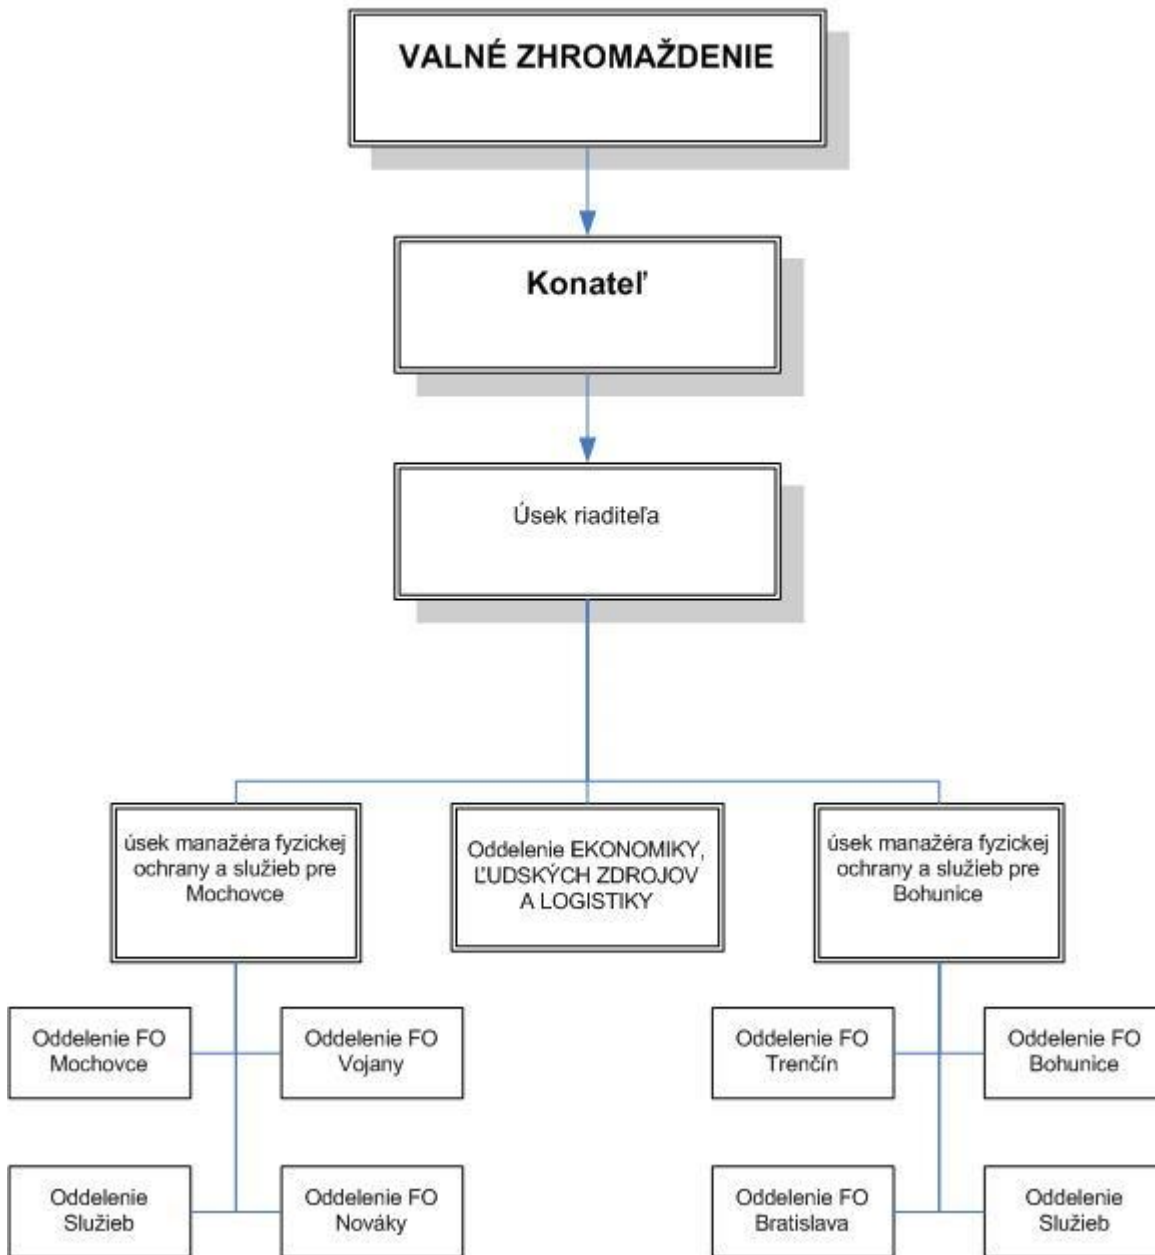 VALNÉ ZHROMAŽDENIE
Konateľ
Úsek riaditeľa
úsek manažéra fyzickej
ochrany a služieb pre
Mochovce
Oddelenie EKONOMIKY,
ĽUDSKÝCH ZDROJOV
A LOGISTIKY
úsek manažéra fyzickej
ochrany a služieb pre
Bohunice
Oddelenie FO
Mochovce
Oddelenie FO
Vojany
Oddelenie FO
Trenčín
Oddelenie FO
Bohunice
Oddelenie
Služieb
Oddelenie FO
Nováky
Oddelenie FO
Bratislava
Oddelenie
Služieb